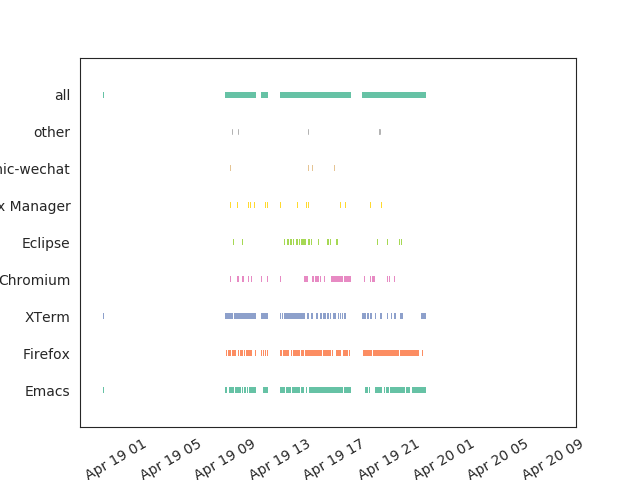 all
other
nic-wechat
x Manager
Eclipse
Chromium
XTerm
Firefox
Emacs
Apr 19 01
Apr 19 05
Apr 19 09
Apr 19 13
Apr 19 17
Apr 19 21
Apr 20 01
Apr 20 05
Apr 20 09